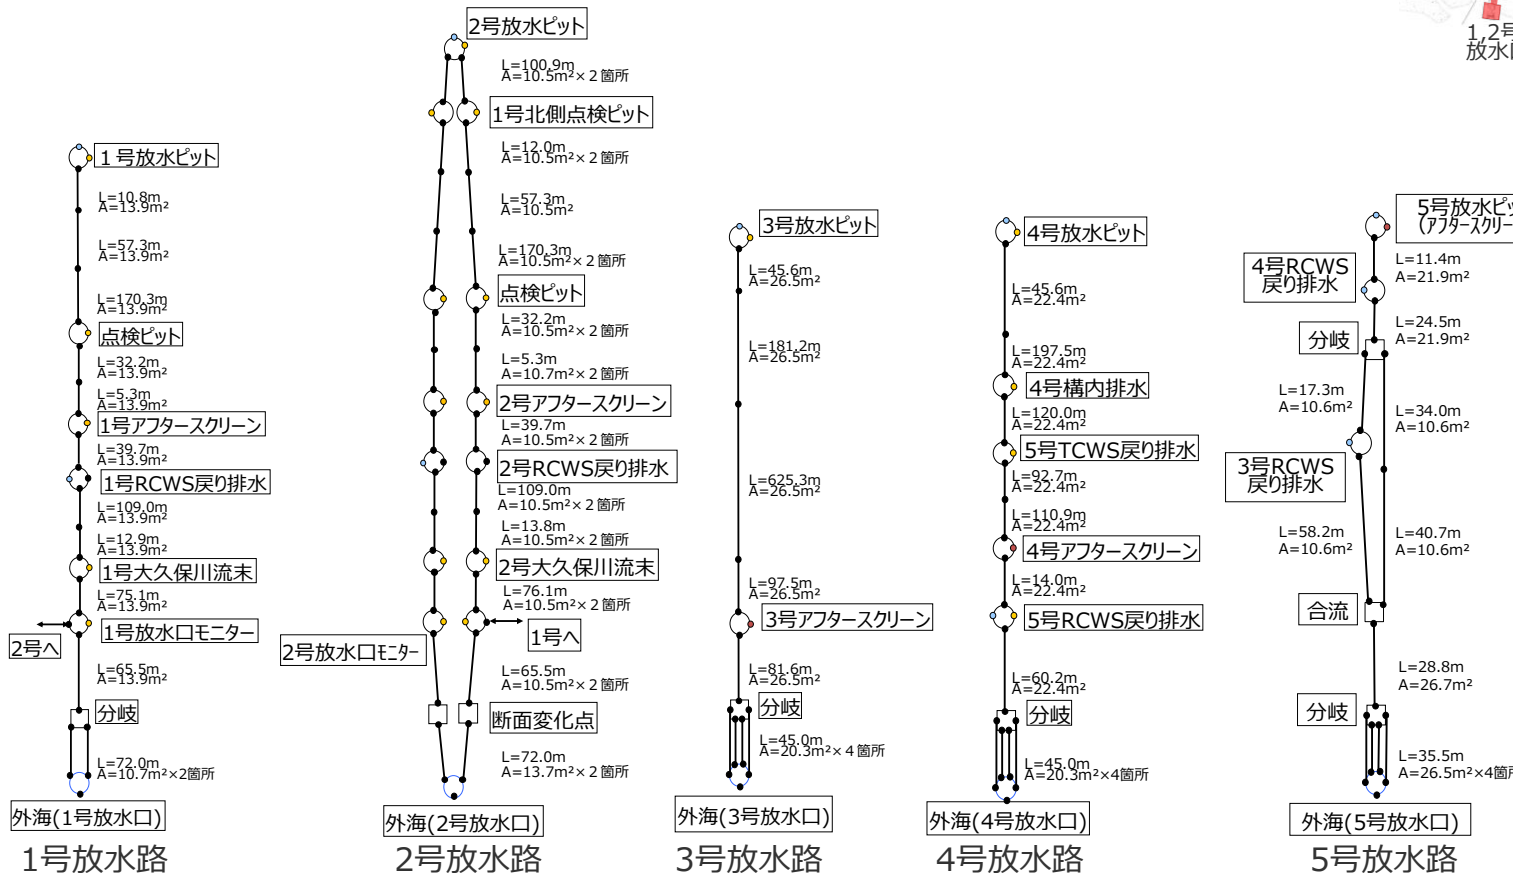 1,2号
放水
1号放水ピット
L=10.8m
A=13.9m²
L=57.3m
A=13.9m²
L=170.3m
A=13.9m²
点検ピット
L=32.2m
A=13.9m²
L=5.3m
A=13.9m²
1号アフタースクリーン
L=39.7m
A=13.9m²
1号RCWS戻り排水
L=109.0m
A=13.9m²
L=12.9m
A=13.9m²
1号大久保川流末
L=75.1m
A=13.9m²
1号放水口モニター
2号へ
L=65.5m
A=13.9m²
分岐
L=72.0m
A=10.7m²×2箇所
外海(1号放水口)
1号放水路
2号放水ピット
L=100.9m
A=10.5m²×2箇所
1号北側点検ピット
L=12.0m
A=10.5m²×2箇所
L=57.3m
A=10.5m²
L=170.3m
A=10.5m²×2箇所
点検ピット
L=32.2m
A=10.5m²×2箇所
L=5.3m
A=10.7m²×2箇所
2号アフタースクリーン
L=39.7m
A=10.5m²×2箇所
2号RCWS戻り排水
L=109.0m
A=10.5m²×2箇所
L=13.8m
A=10.5m²×2箇所
2号大久保川流末
L=76.1m
A=10.5m²×2箇所
1号へ
2号放水口モニター
L=65.5m
A=10.5m²×2箇所
断面変化点
L=72.0m
A=13.7m²×2箇所
外海(2号放水口)
2号放水路
3号放水ピット
L=45.6m
A=26.5m²
L=181.2m
A=26.5m²
L=625.3m
A=26.5m²
L=97.5m
A=26.5m²
3号アフタースクリーン
L=81.6m
A=26.5m²
分岐
L=45.0m
A=20.3m²×4箇所
外海(3号放水口)
3号放水路
4号放水ピット
L=45.6m
A=22.4m²
L=197.5m
A=22.4m²
4号構内排水
L=120.0m
A=22.4m²
5号TCWS戻り排水
L=92.7m
A=22.4m²
L=110.9m
A=22.4m²
4号アフタースクリーン
L=14.0m
A=22.4m²
5号RCWS戻り排水
L=60.2m
A=22.4m²
分岐
L=45.0m
A=20.3m²×4箇所
外海(4号放水口)
4号放水路
5号放水ピッ
(アフタースクリー
L=11.4m
A=21.9m²
4号RCWS
戻り排水
L=24.5m
A=21.9m²
分岐
L=17.3m
A=10.6m²
L=34.0m
A=10.6m²
3号RCWS
戻り排水
L=58.2m
A=10.6m²
L=40.7m
A=10.6m²
合流
L=28.8m
A=26.7m²
分岐
L=35.5m
A=26.5m²×4箇
外海(5号放水口)
5号放水路